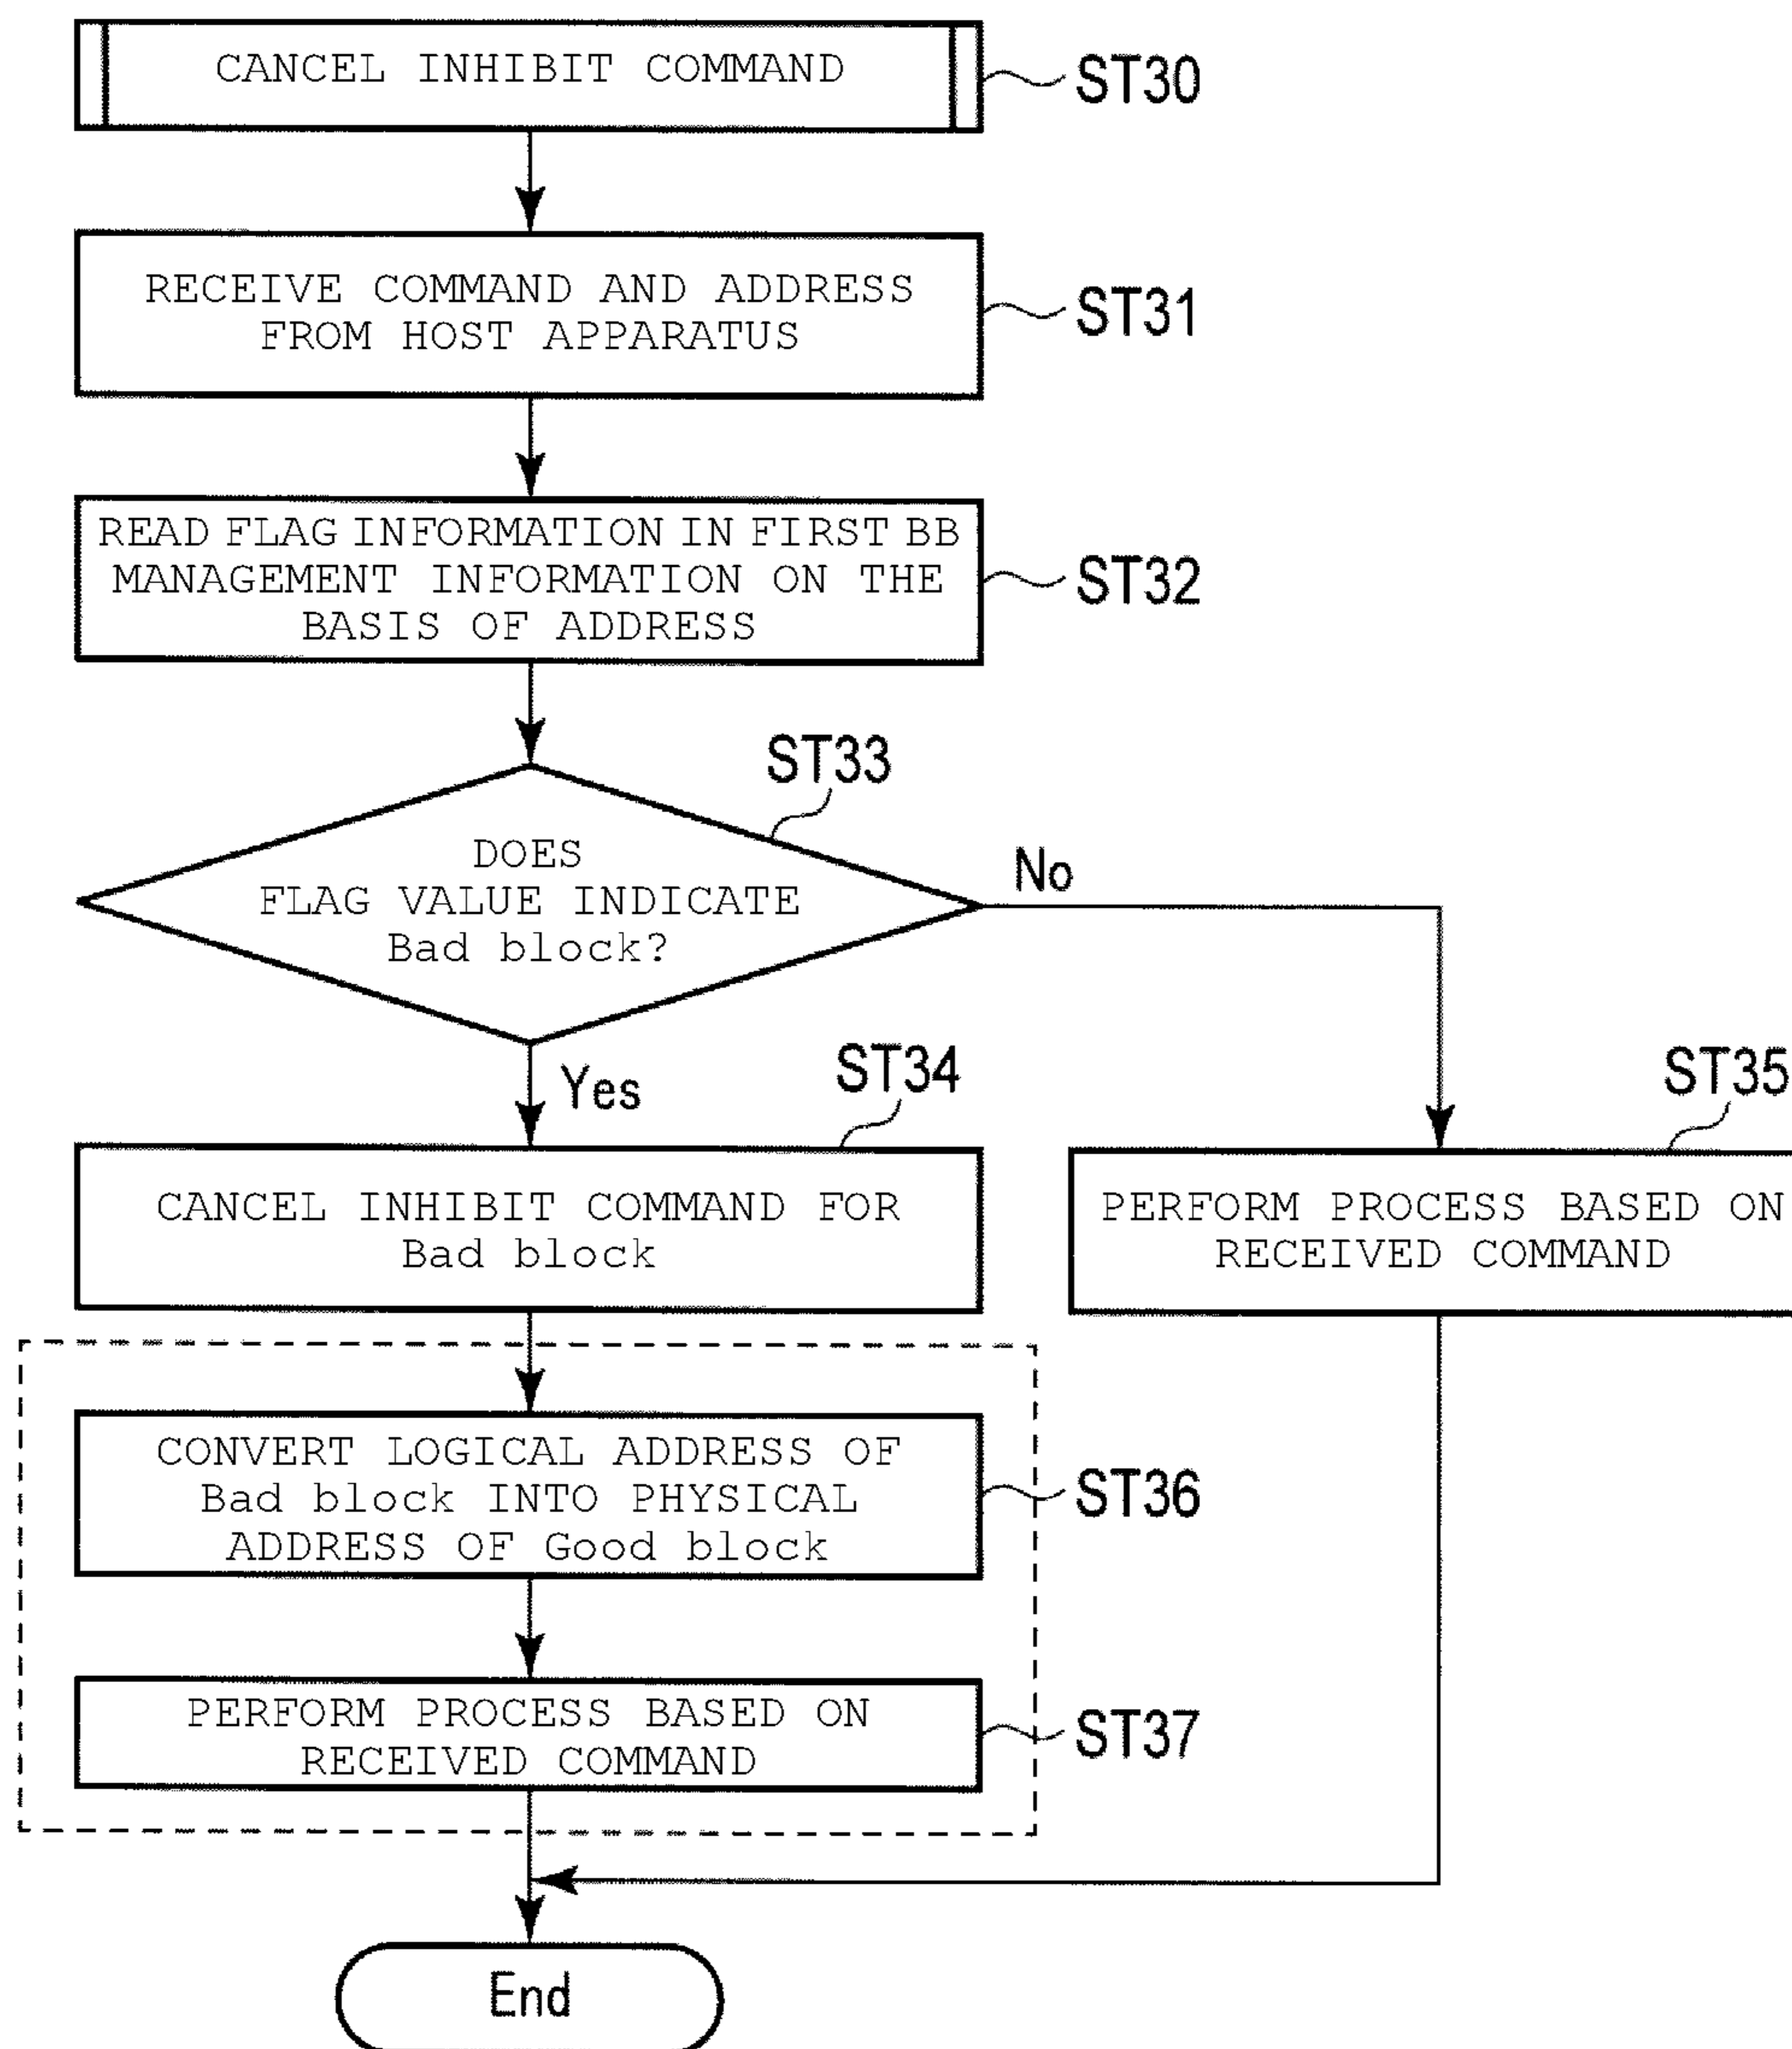 CANCEL INHIBIT COMMAND
ST30
RECEIVE COMMAND AND ADDRESS
FROM HOST APPARATUS
ST31
READ FLAG INFORMATION IN FIRST BB
MANAGEMENT INFORMATION ON THE
BASIS OF ADDRESS
ST32
ST33
DOES
FLAG VALUE INDICATE
Bad block?
No
Yes
ST34
CANCEL INHIBIT COMMAND FOR
Bad block
ST35
PERFORM PROCESS BASED ON
RECEIVED COMMAND
CONVERT LOGICAL ADDRESS OF
Bad block INTO PHYSICAL
ADDRESS OF Good block
ST36
PERFORM PROCESS BASED ON
RECEIVED COMMAND
ST37
End